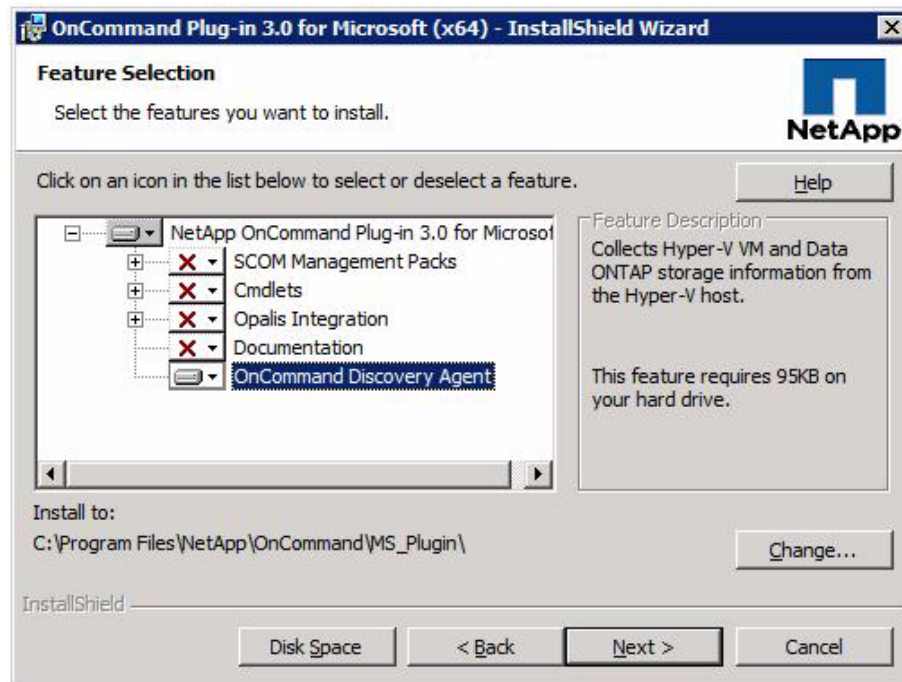 OnCommand Plug-in 3.0 for Microsoft (x64) - InstallShield Wizard
Feature Selection
Select the features you want to install.
NetApp
Click on an icon in the list below to select or deselect a feature.
Help
NetApp OnCommand Plug-in 3.0 for Microsof
SCOM Management Packs
Cmdlets
Opalis Integration
Documentation
OnCommand Discovery Agent
Feature Description
Collects Hyper-V VM and Data
ONTAP storage information from
the Hyper-V host.
This feature requires 95KB on
your hard drive.
Install to:
C:\Program Files\NetApp\OnCommand\MS_Plugin\
Change...
InstallShield
Disk Space
< Back
Next >
Cancel